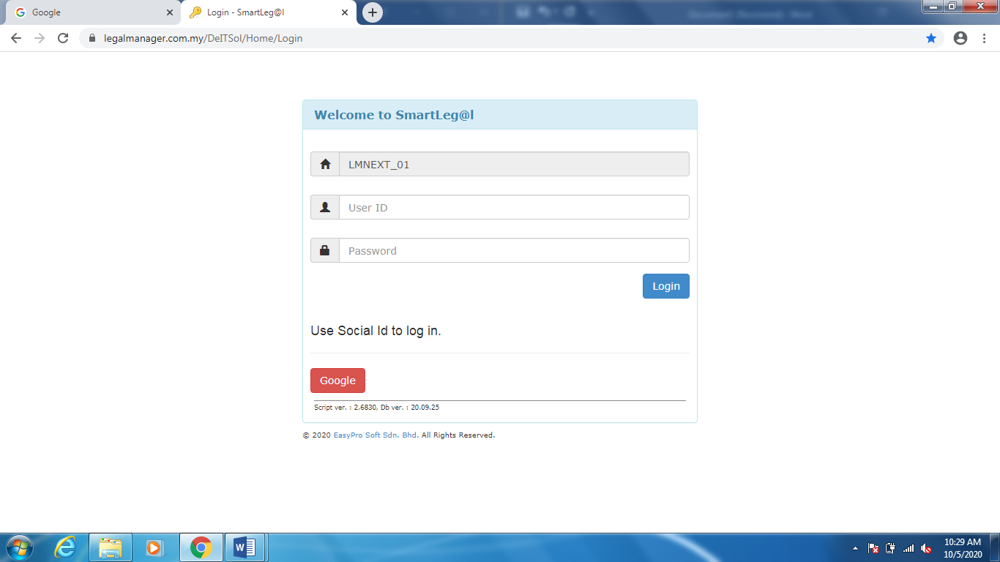 Google
Login - SmartLeg@l
legalmanager.com.my/DeITSol/Home/Login
Welcome to SmartLeg@l
LMNEXT_01
User ID
Password
Login
Use Social Id to log in.
Google
Script ver. : 2.6830, Db ver. : 20.09.25
© 2020 EasyPro Soft Sdn. Bhd. All Rights Reserved.
10:29 AM
10/5/2020